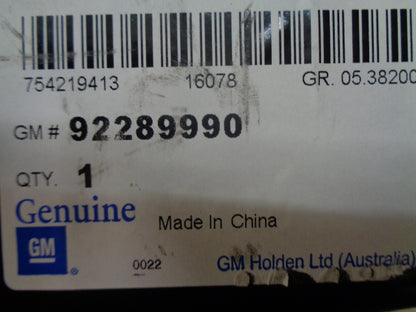 754219413 16078 GR. 05.38200
GM # 92289990
QTY. 1
Genuine Made In China
GM
® 0022 GM Holden Ltd (Australia)